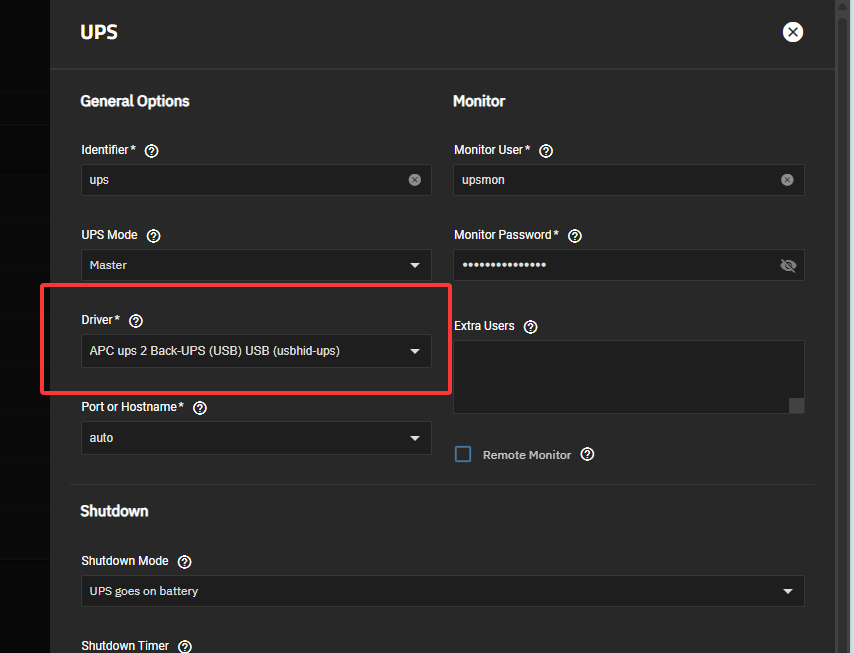 UPS
General Options
Identifier*
ups
UPS Mode
Master
Driver*
APC ups 2 Back-UPS (USB) USB (usbhid-ups)
Port or Hostname*
auto
Monitor
Monitor User*
upsmon
Monitor Password*
•••••••••••••••
Extra Users
Remote Monitor
Shutdown
Shutdown Mode
UPS goes on battery
Shutdown Timer